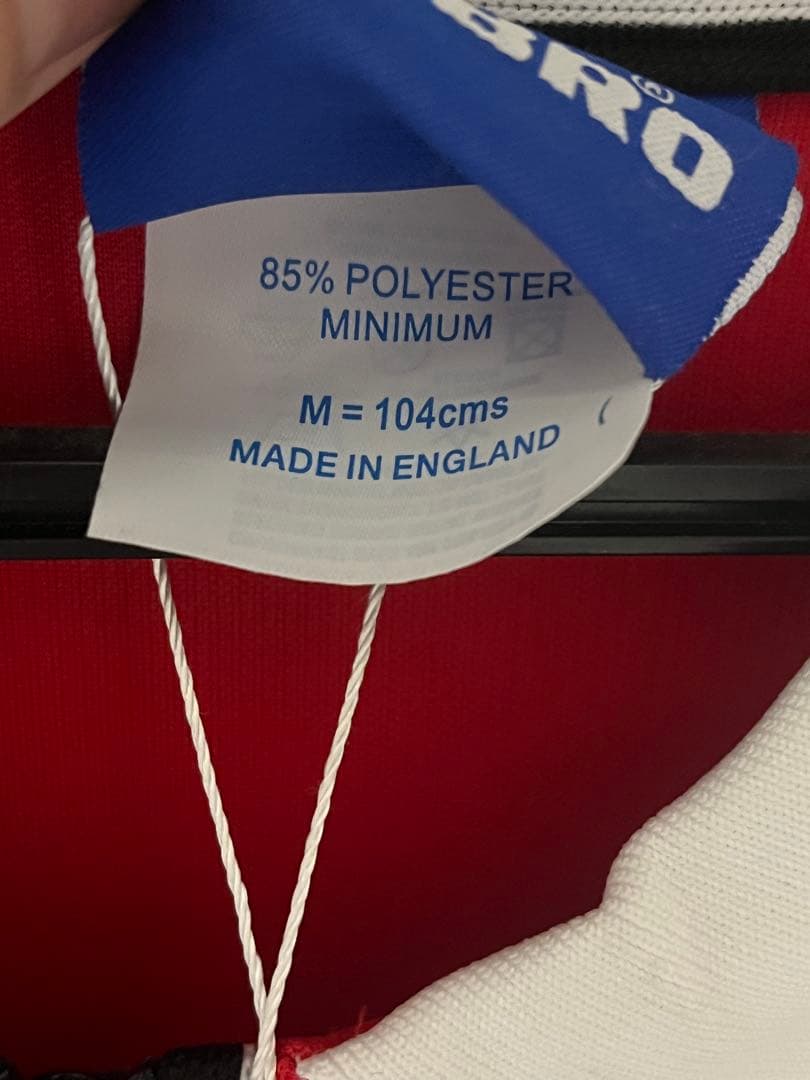 BRO®
85% POLYESTER
MINIMUM
M = 104cms
MADE IN ENGLAND